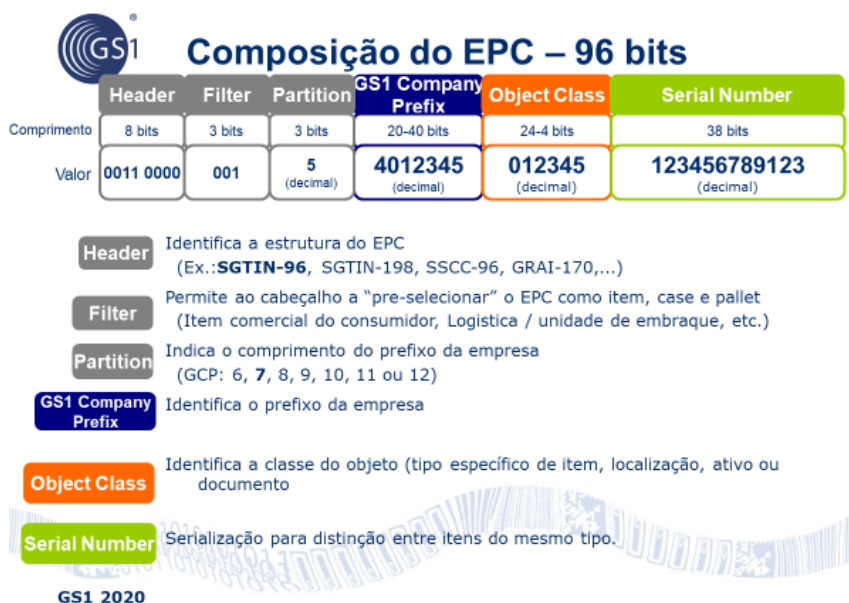 GS1
Composição do EPC – 96 bits
Header Filter Partition GS1 Company Prefix Object Class Serial Number
Comprimento 8 bits 3 bits 3 bits 20-40 bits 24-4 bits 38 bits
Valor 0011 0000 001 5 (decimal) 4012345 (decimal) 012345 (decimal) 123456789123 (decimal)
Header Identifica a estrutura do EPC
(Ex.:SGTIN-96, SGTIN-198, SSCC-96, GRAI-170,...)
Filter Permite ao cabeçalho a “pre-selecionar” o EPC como item, case e pallet
(Item comercial do consumidor, Logistica / unidade de embraque, etc.)
Partition Indica o comprimento do prefixo da empresa
(GCP: 6, 7, 8, 9, 10, 11 ou 12)
GS1 Company Prefix Identifica o prefixo da empresa
Object Class Identifica a classe do objeto (tipo específico de item, localização, ativo ou
documento
Serial Number Serialização para distinção entre itens do mesmo tipo.
GS1 2020